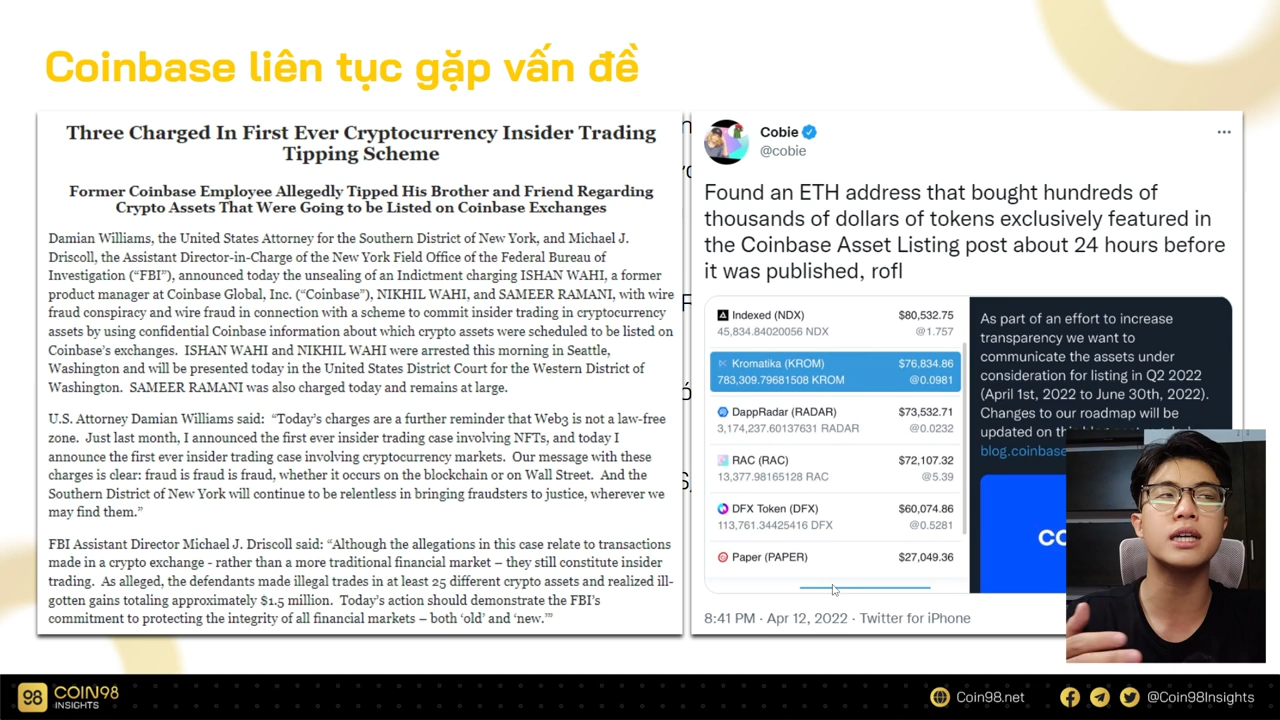 Coinbase liên tục gặp vấn đề
Three Charged In First Ever Cryptocurrency Insider Trading
Tipping Scheme
Former Coinbase Employee Allegedly Tipped His Brother and Friend Regarding
Crypto Assets That Were Going to be Listed on Coinbase Exchanges
Damian Williams, the United States Attorney for the Southern District of New York, and Michael J.
Driscoll, the Assistant Director-in-Charge of the New York Field Office of the Federal Bureau of
Investigation (“FBI”), announced today the unsealing of an Indictment charging ISHAN WAHI, a former
product manager at Coinbase Global, Inc. (“Coinbase”), NIKHIL WAHI, and SAMEER RAMANI, with wire
fraud conspiracy and wire fraud in connection with a scheme to commit insider trading in cryptocurrency
assets by using confidential Coinbase information about which crypto assets were scheduled to be listed on
Coinbase’s exchanges.  ISHAN WAHI and NIKHIL WAHI were arrested this morning in Seattle,
Washington and will be presented today in the United States District Court for the Western District of
Washington.  SAMEER RAMANI was also charged today and remains at large.
U.S. Attorney Damian Williams said:  “Today’s charges are a further reminder that Web3 is not a law-free
zone.  Just last month, I announced the first ever insider trading case involving NFTs, and today I
announce the first ever insider trading case involving cryptocurrency markets.  Our message with these
charges is clear: fraud is fraud is fraud, whether it occurs on the blockchain or on Wall Street.  And the
Southern District of New York will continue to be relentless in bringing fraudsters to justice, wherever we
may find them.”
FBI Assistant Director Michael J. Driscoll said: “Although the allegations in this case relate to transactions
made in a crypto exchange - rather than a more traditional financial market – they still constitute insider
trading.  As alleged, the defendants made illegal trades in at least 25 different crypto assets and realized ill-
gotten gains totaling approximately $1.5 million.  Today’s action should demonstrate the FBI’s
commitment to protecting the integrity of all financial markets – both ‘old’ and ‘new.’”
Cobie
@cobie
Found an ETH address that bought hundreds of
thousands of dollars of tokens exclusively featured in
the Coinbase Asset Listing post about 24 hours before
it was published, rofl
Indexed (NDX) $80,532.75
45,834.84020056 NDX @1.757
Kromatika (KROM) $76,834.86
783,309.79681508 KROM @0.0981
DappRadar (RADAR) $73,532.71
3,174,237.60137631 RADAR @0.0232
RAC (RAC) $72,107.32
13,377.98165128 RAC @5.39
DFX Token (DFX) $60,074.86
113,761.34425416 DFX @0.5281
Paper (PAPER) $27,049.36
As part of an effort to increase
transparency we want to
communicate the assets under
consideration for listing in Q2 2022
(April 1st, 2022 to June 30th, 2022).
Changes to our roadmap will be
updated on
blog.coinbase
8:41 PM · Apr 12, 2022 · Twitter for iPhone
98 COIN98
INSIGHTS
Coin98.net
@Coin98Insights